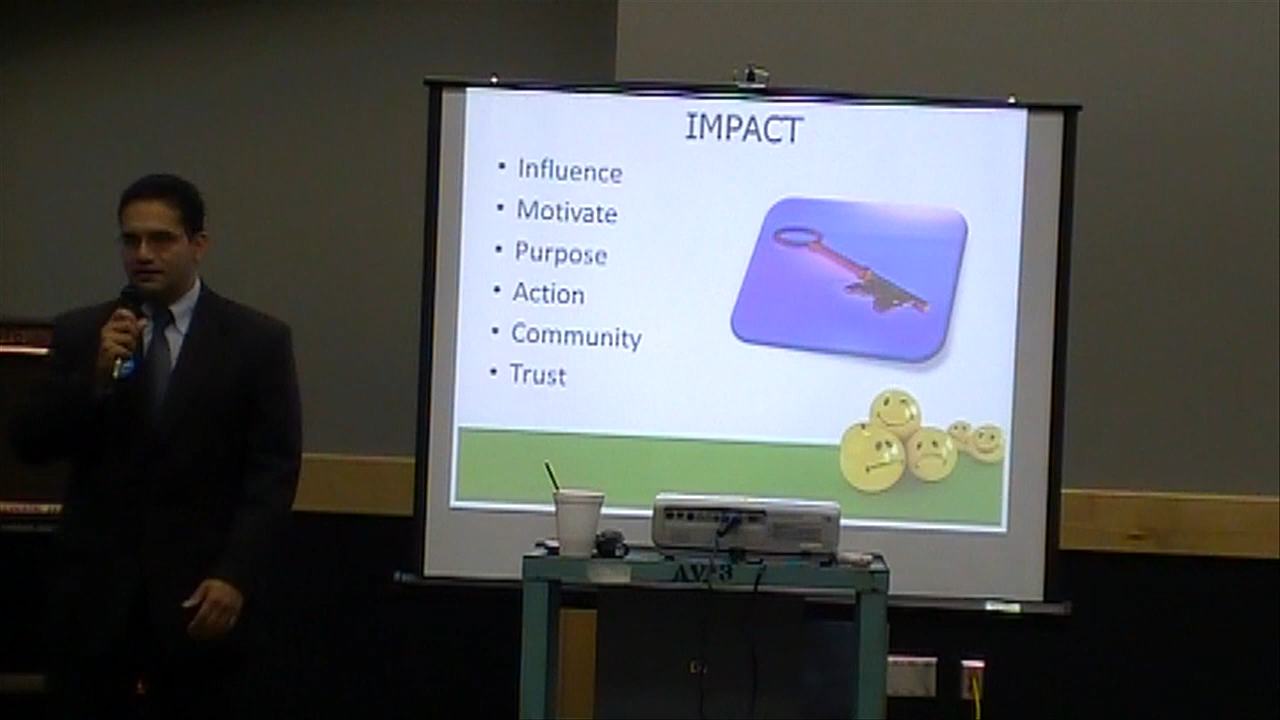 IMPACT
• Influence
• Motivate
• Purpose
• Action
• Community
• Trust